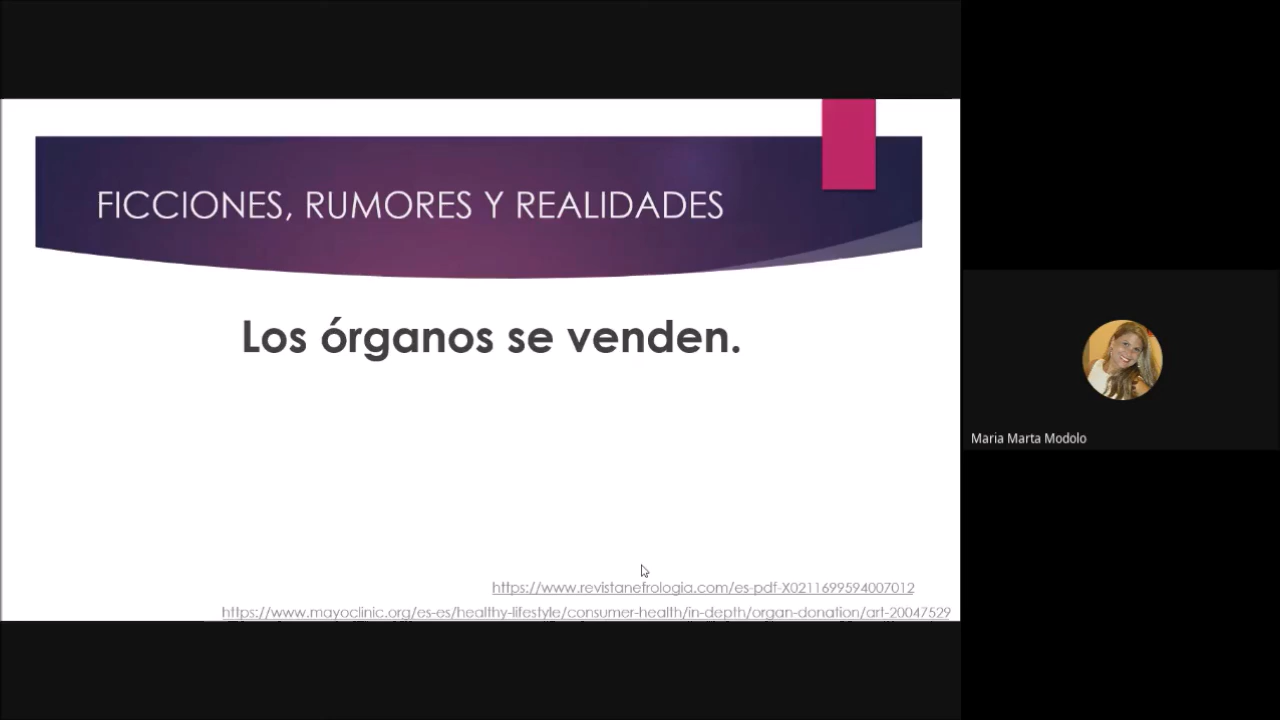 FICCIONES, RUMORES Y REALIDADES
Los órganos se venden.
https://www.revistanefrologia.com/es-pdf-X0211699594007012
https://www.mayoclinic.org/es-es/healthy-lifestyle/consumer-health/in-depth/organ-donation/art-20047529
Maria Marta Modolo